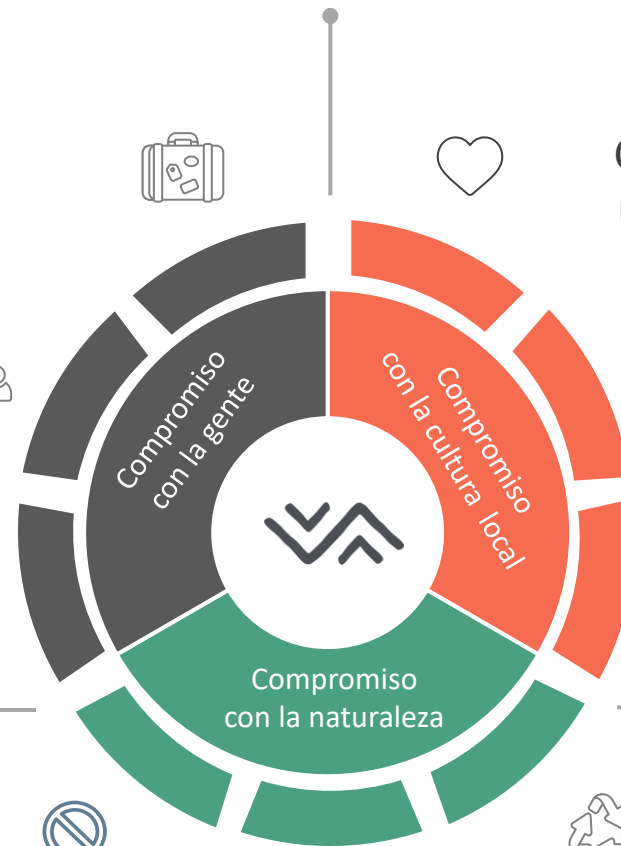 Compromiso
con la gente
Compromiso
con la cultura local
Compromiso
con la naturaleza